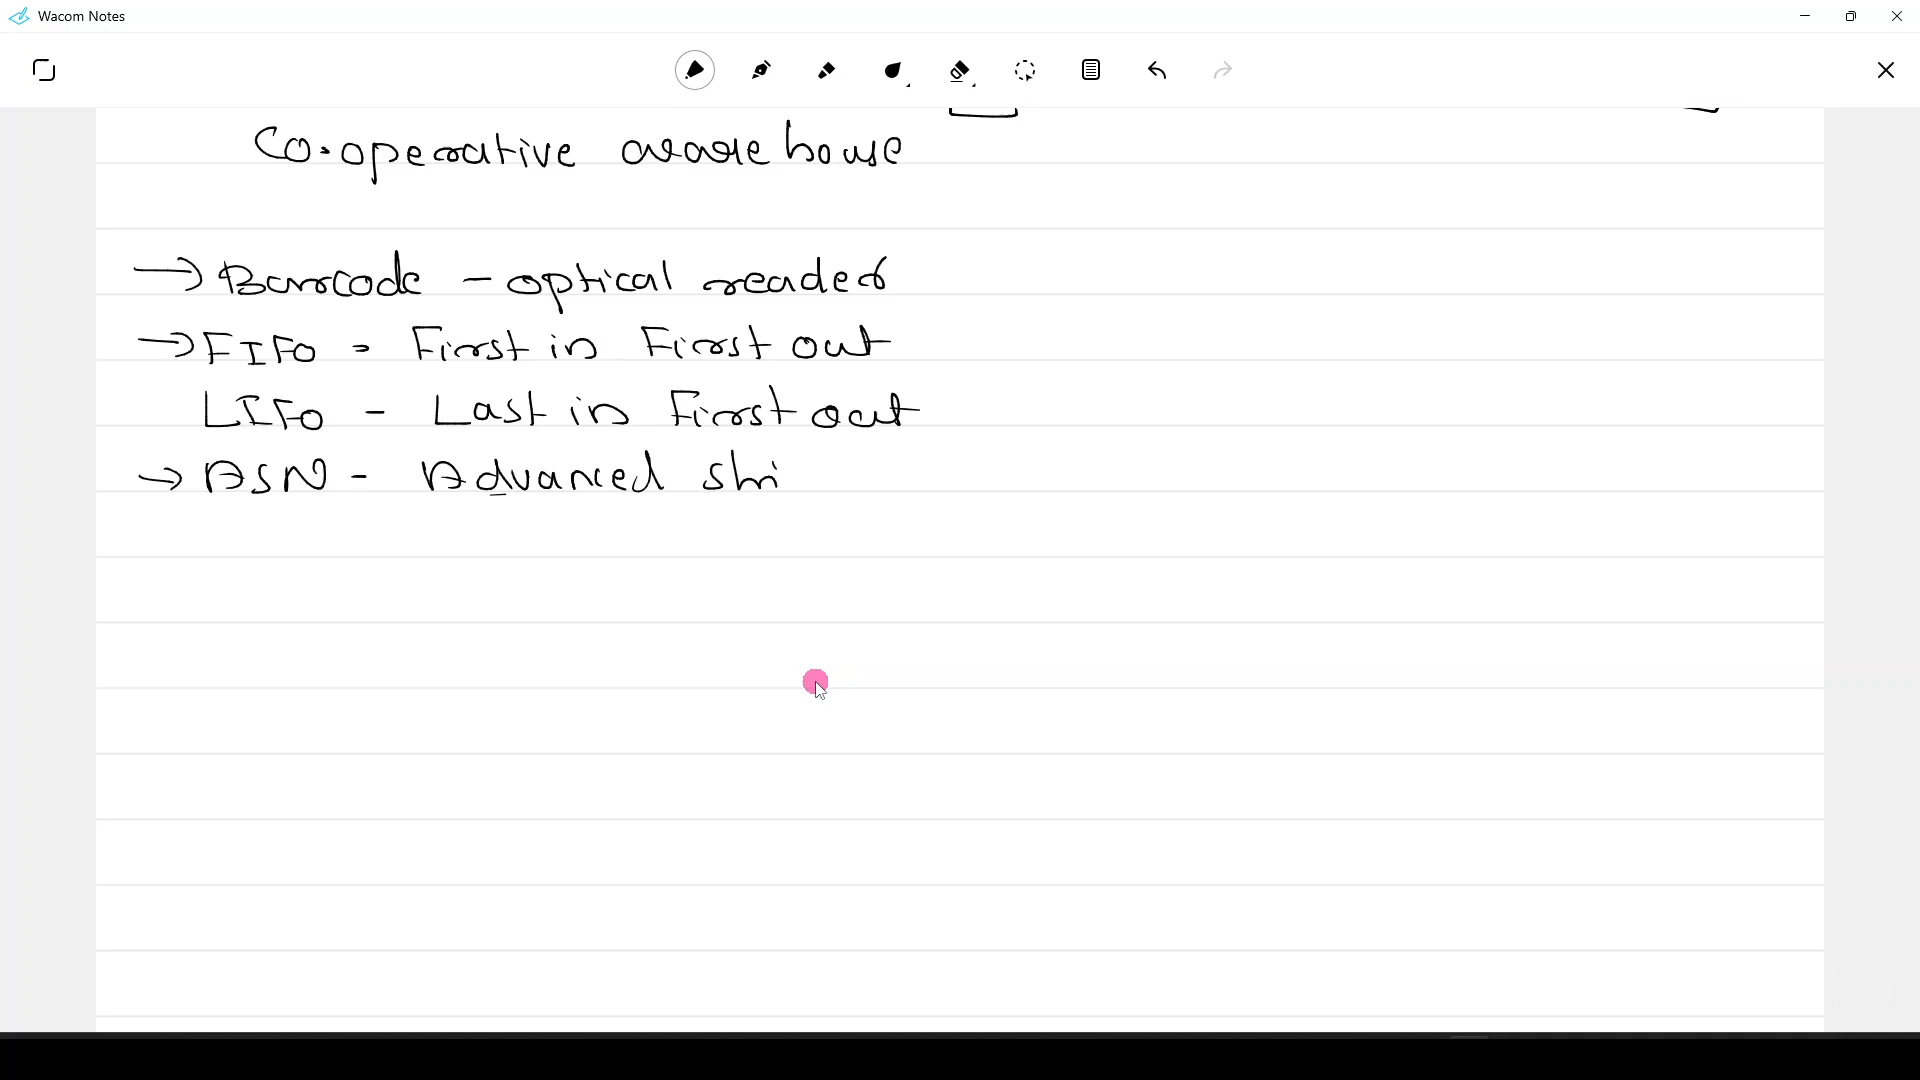 Wacom Notes
Co-operative warehouse
→ Barcode - optical reader
→ FIFO - First in First out
LIFO - Last in First out
→ ASN - Advanced shi